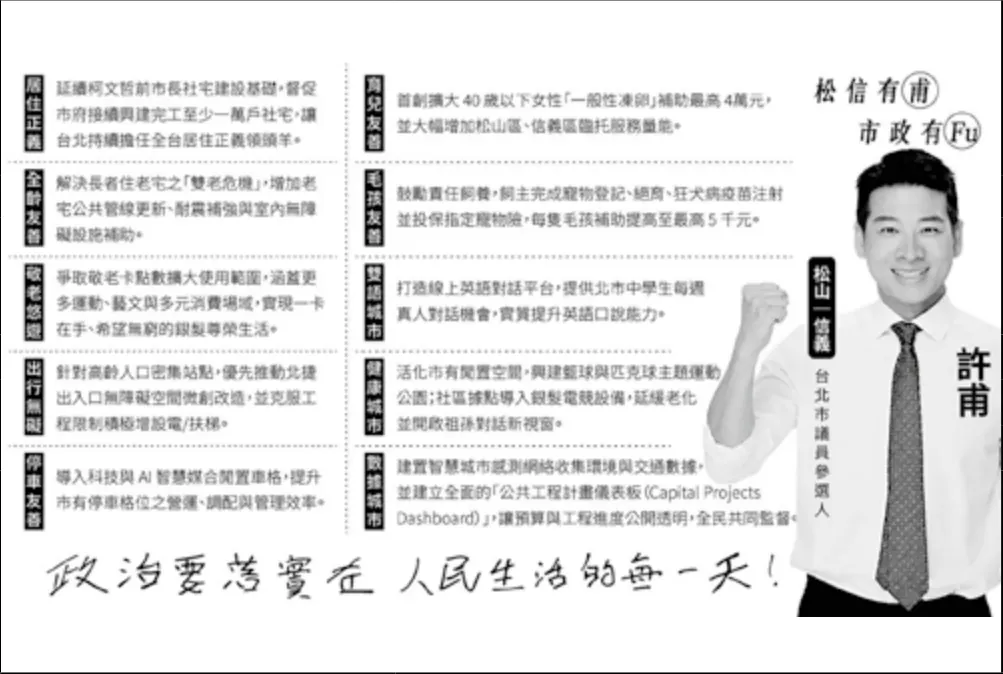 居住正義
延續柯文哲前市長社宅建設基礎，督促
市府接續興建完工至少一萬戶社宅，讓
台北持續擔任全台居住正義領頭羊。
全齡友善
解決長者住老宅之「雙老危機」，增加老
宅公共管線更新、耐震補強與室內無障
礙設施補助。
敬老悠遊
爭取敬老卡點數擴大使用範圍，涵蓋更
多運動、藝文與多元消費場域，實現一卡
在手、希望無窮的銀髮尊榮生活。
出行無礙
針對高齡人口密集站點，優先推動北捷
出入口無障礙空間微創改造，並克服工
程限制積極增設電/扶梯。
停車友善
導入科技與 AI 智慧媒合閒置車格，提升
市有停車格位之營運、調配與管理效率。
育兒友善
首創擴大 40 歲以下女性「一般性凍卵」補助最高 4萬元，
並大幅增加松山區、信義區臨托服務量能。
毛孩友善
鼓勵責任飼養，飼主完成寵物登記、絕育、狂犬病疫苗注射
並投保指定寵物險，每隻毛孩補助提高至最高 5 千元。
雙語城市
打造線上英語對話平台，提供北市中學生每週
真人對話機會，實質提升英語口說能力。
健康城市
活化市有閒置空間，興建籃球與匹克球主題運動
公園；社區據點導入銀髮電競設備，延緩老化
並開啟祖孫對話新視窗。
數據城市
建置智慧城市感測網絡收集環境與交通數據，
並建立全面的「公共工程計畫儀表板（Capital Projects
Dashboard）」，讓預算與工程進度公開透明，全民共同監督。
松信有甫
市政有Fu
松山｜信義
台北市議員參選人
許甫
政治要落實在 人民生活的每一天！